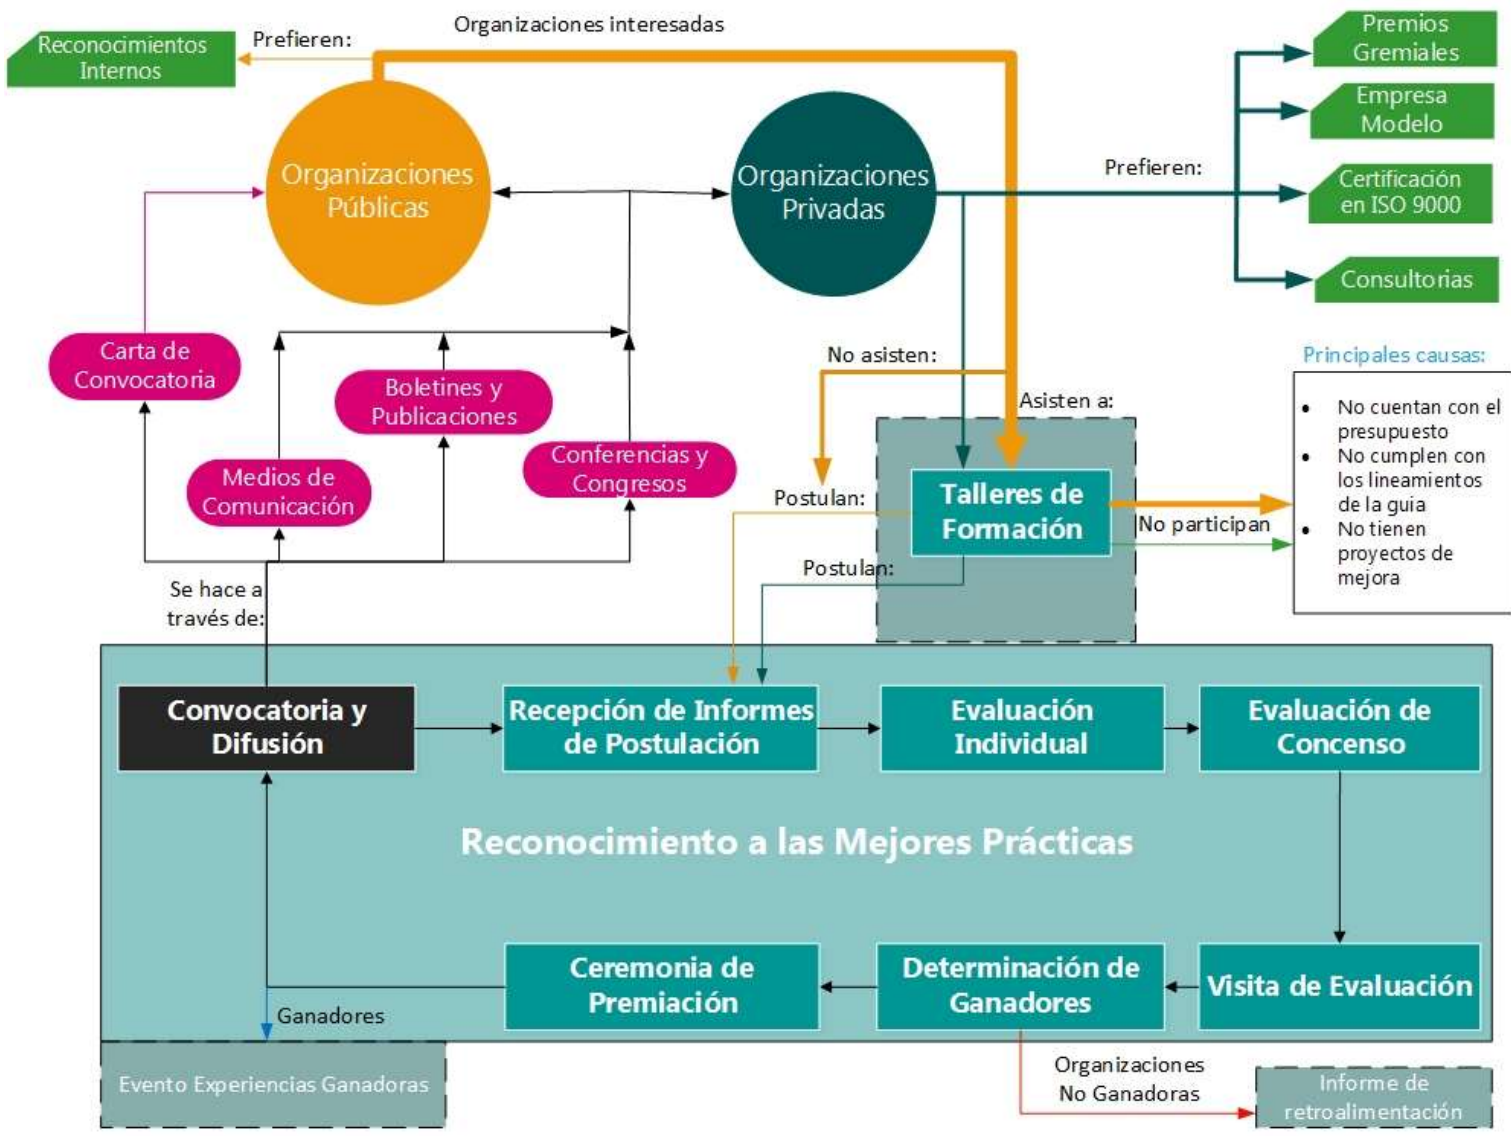 Organizaciones interesadas
Prefieren:
Reconocimientos
Internos
Premios
Gremiales
Empresa
Modelo
Organizaciones
Públicas
Organizaciones
Privadas
Prefieren:
Certificación
en ISO 9000
Consultorias
Carta de
Convocatoria
Boletines y
Publicaciones
Medios de
Comunicación
Conferencias y
Congresos
No asisten:
Asisten a:
Principales causas:
• No cuentan con el
presupuesto
• No cumplen con
los lineamientos
de la guia
• No tienen
proyectos de
mejora
Postulan:
Talleres de
Formación
No participan
Postulan:
Se hace a
través de:
Convocatoria y
Difusión
Recepción de Informes
de Postulación
Evaluación
Individual
Evaluación de
Concenso
Reconocimiento a las Mejores Prácticas
Ceremonia de
Premiación
Determinación de
Ganadores
Visita de Evaluación
Ganadores
Evento Experiencias Ganadoras
Organizaciones
No Ganadoras
Informe de
retroalimentación